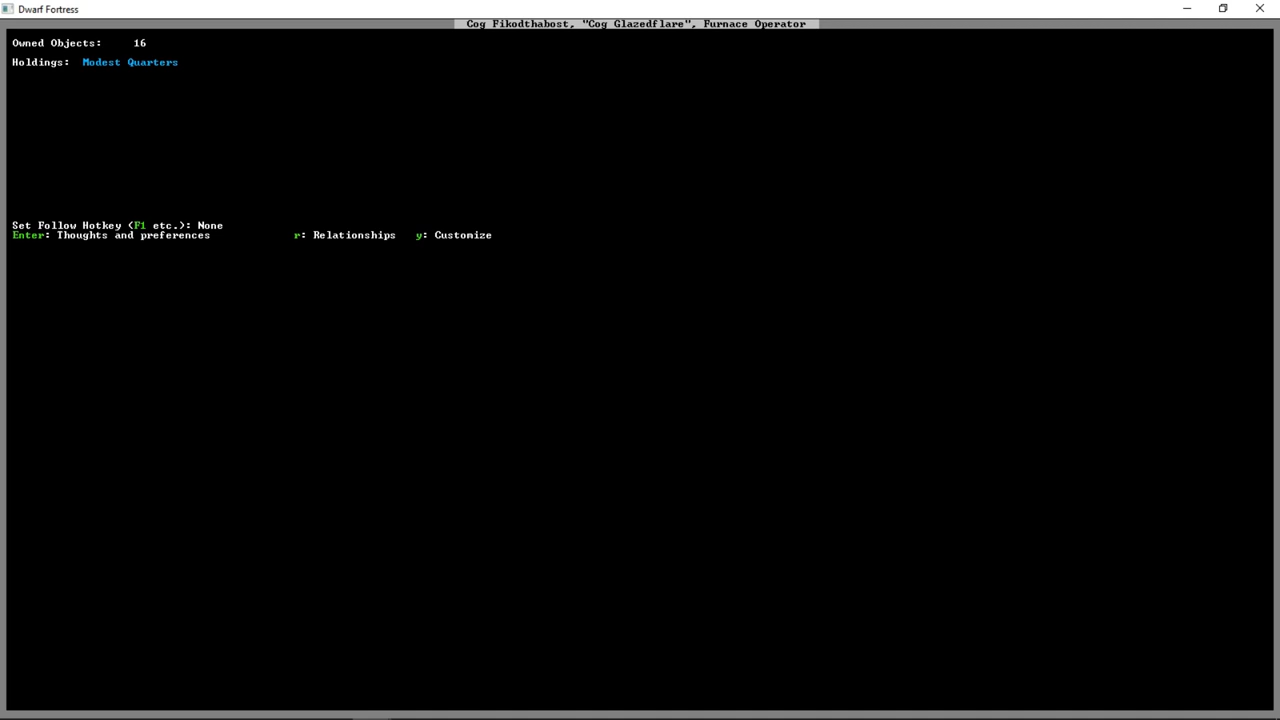 Dwarf Fortress
Cog Fikodthabost, "Cog Glazedflare", Furnace Operator
Owned Objects: 16
Holdings: Modest Quarters
Set Follow Hotkey (F1 etc.): None
Enter: Thoughts and preferences r: Relationships y: Customize